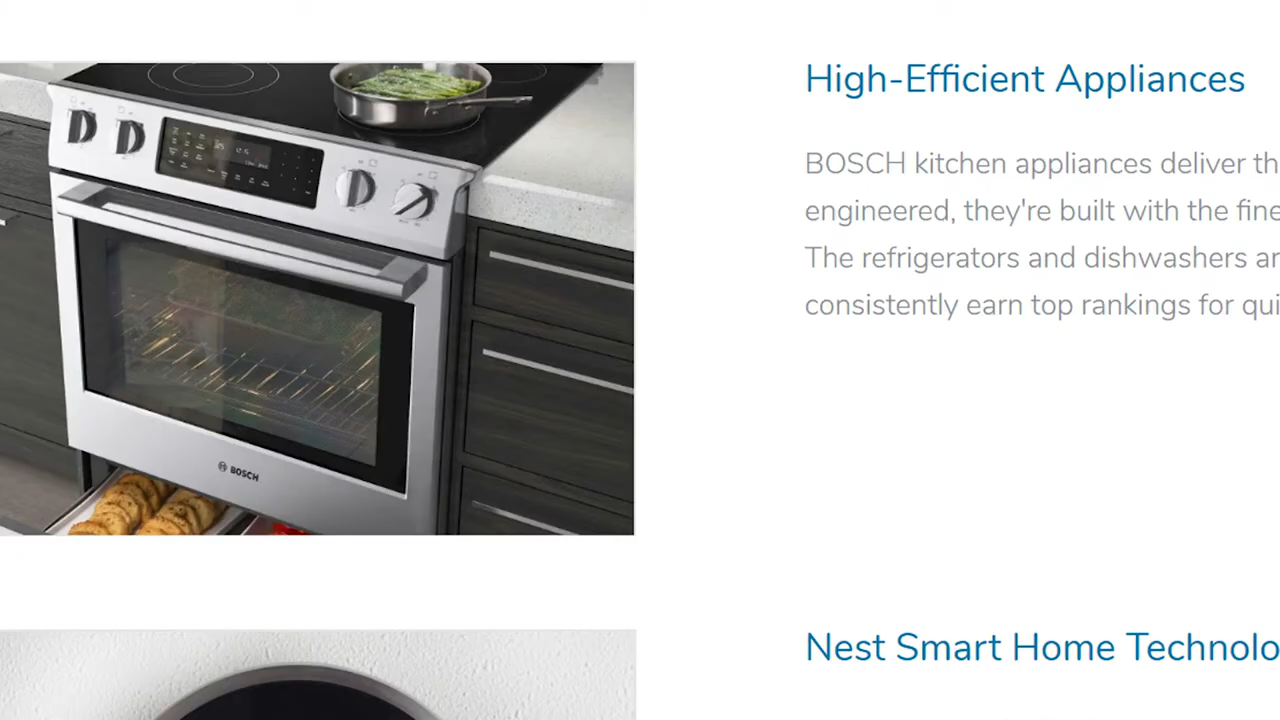 High-Efficient Appliances
BOSCH kitchen appliances deliver th
engineered, they're built with the fine
The refrigerators and dishwashers ar
consistently earn top rankings for qui
BOSCH
Nest Smart Home Technolo